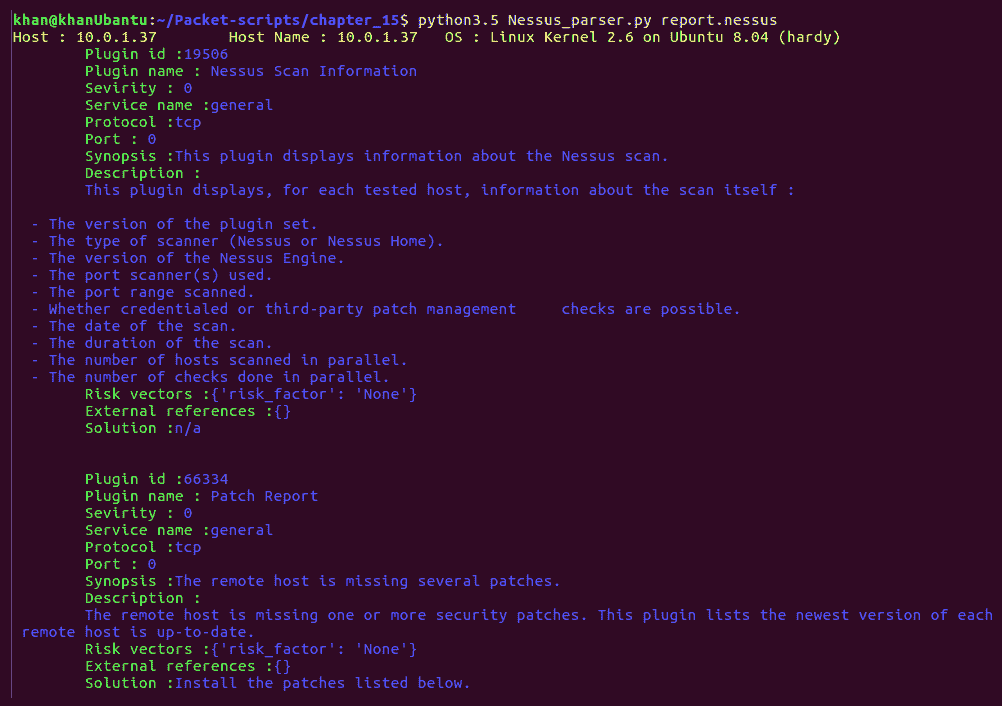 khan@khanUbuntu:~/Packet-scripts/chapter_15$ python3.5 Nessus_parser.py report.nessus
Host : 10.0.1.37        Host Name : 10.0.1.37   OS : Linux Kernel 2.6 on Ubuntu 8.04 (hardy)
        Plugin id :19506
        Plugin name : Nessus Scan Information
        Sevirity : 0
        Service name :general
        Protocol :tcp
        Port : 0
        Synopsis :This plugin displays information about the Nessus scan.
        Description :
        This plugin displays, for each tested host, information about the scan itself :
  - The version of the plugin set.
  - The type of scanner (Nessus or Nessus Home).
  - The version of the Nessus Engine.
  - The port scanner(s) used.
  - The port range scanned.
  - Whether credentialed or third-party patch management     checks are possible.
  - The date of the scan.
  - The duration of the scan.
  - The number of hosts scanned in parallel.
  - The number of checks done in parallel.
        Risk vectors :{'risk_factor': 'None'}
        External references :{}
        Solution :n/a
        Plugin id :66334
        Plugin name : Patch Report
        Sevirity : 0
        Service name :general
        Protocol :tcp
        Port : 0
        Synopsis :The remote host is missing several patches.
        Description :
        The remote host is missing one or more security patches. This plugin lists the newest version of each
 remote host is up-to-date.
        Risk vectors :{'risk_factor': 'None'}
        External references :{}
        Solution :Install the patches listed below.